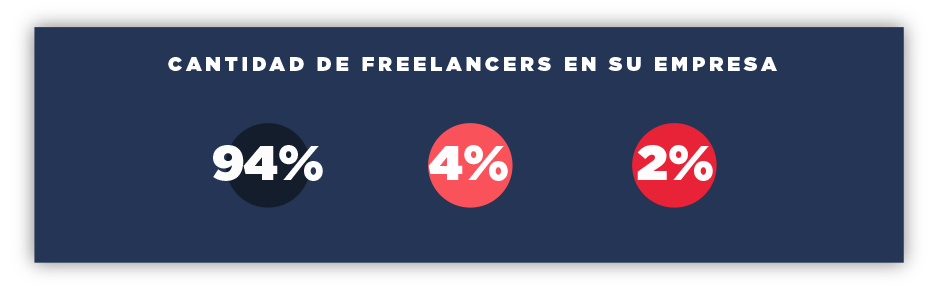 CANTIDAD DE FREELANCERS EN SU EMPRESA
94% 4% 2%